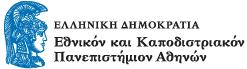 ΕΛΛΗΝΙΚΗ ΔΗΜΟΚΡΑΤΙΑ
Εθνικόν και Καποδιστριακόν
Πανεπιστήμιον Αθηνών